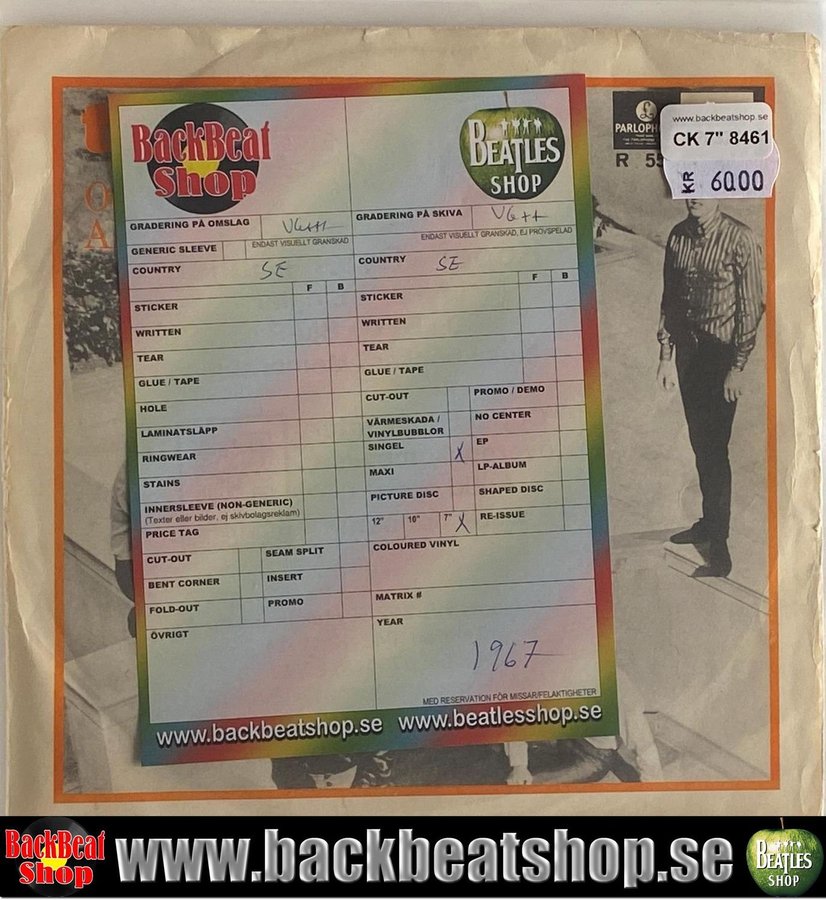 PARLOPH
R 55
www.backbeatshop.se
CK 7" 8461
KR 60.00
O
A
BackBeat
Shop
BEATLES
SHOP
GRADERING PÅ OMSLAG
GRADERING PÅ SKIVA VG++
GENERIC SLEEVE ENDAST VISUELLT GRANSKAD
ENDAST VISUELLT GRANSKAD, EJ PROVSPELAD
COUNTRY SE
COUNTRY SE
F B
F B
STICKER
STICKER
WRITTEN
WRITTEN
TEAR
TEAR
GLUE / TAPE
GLUE / TAPE
HOLE
CUT-OUT
PROMO / DEMO
LAMINATSLÄPP
VÄRMESKADA /
VINYLBUBBLOR
NO CENTER
RINGWEAR
SINGEL X
EP
STAINS
MAXI
LP-ALBUM
INNERSLEEVE (NON-GENERIC)
(Texter eller bilder, ej skivbolagsreklam)
PICTURE DISC
SHAPED DISC
PRICE TAG
12" 10" 7" X
RE-ISSUE
CUT-OUT
SEAM SPLIT
COLOURED VINYL
BENT CORNER
INSERT
FOLD-OUT
PROMO
MATRIX #
ÖVRIGT
YEAR
1967
MED RESERVATION FÖR MISSAR/FELAKTIGHETER
www.backbeatshop.se www.beatlesshop.se
BackBeat
Shop
www.backbeatshop.se
BEATLES
SHOP